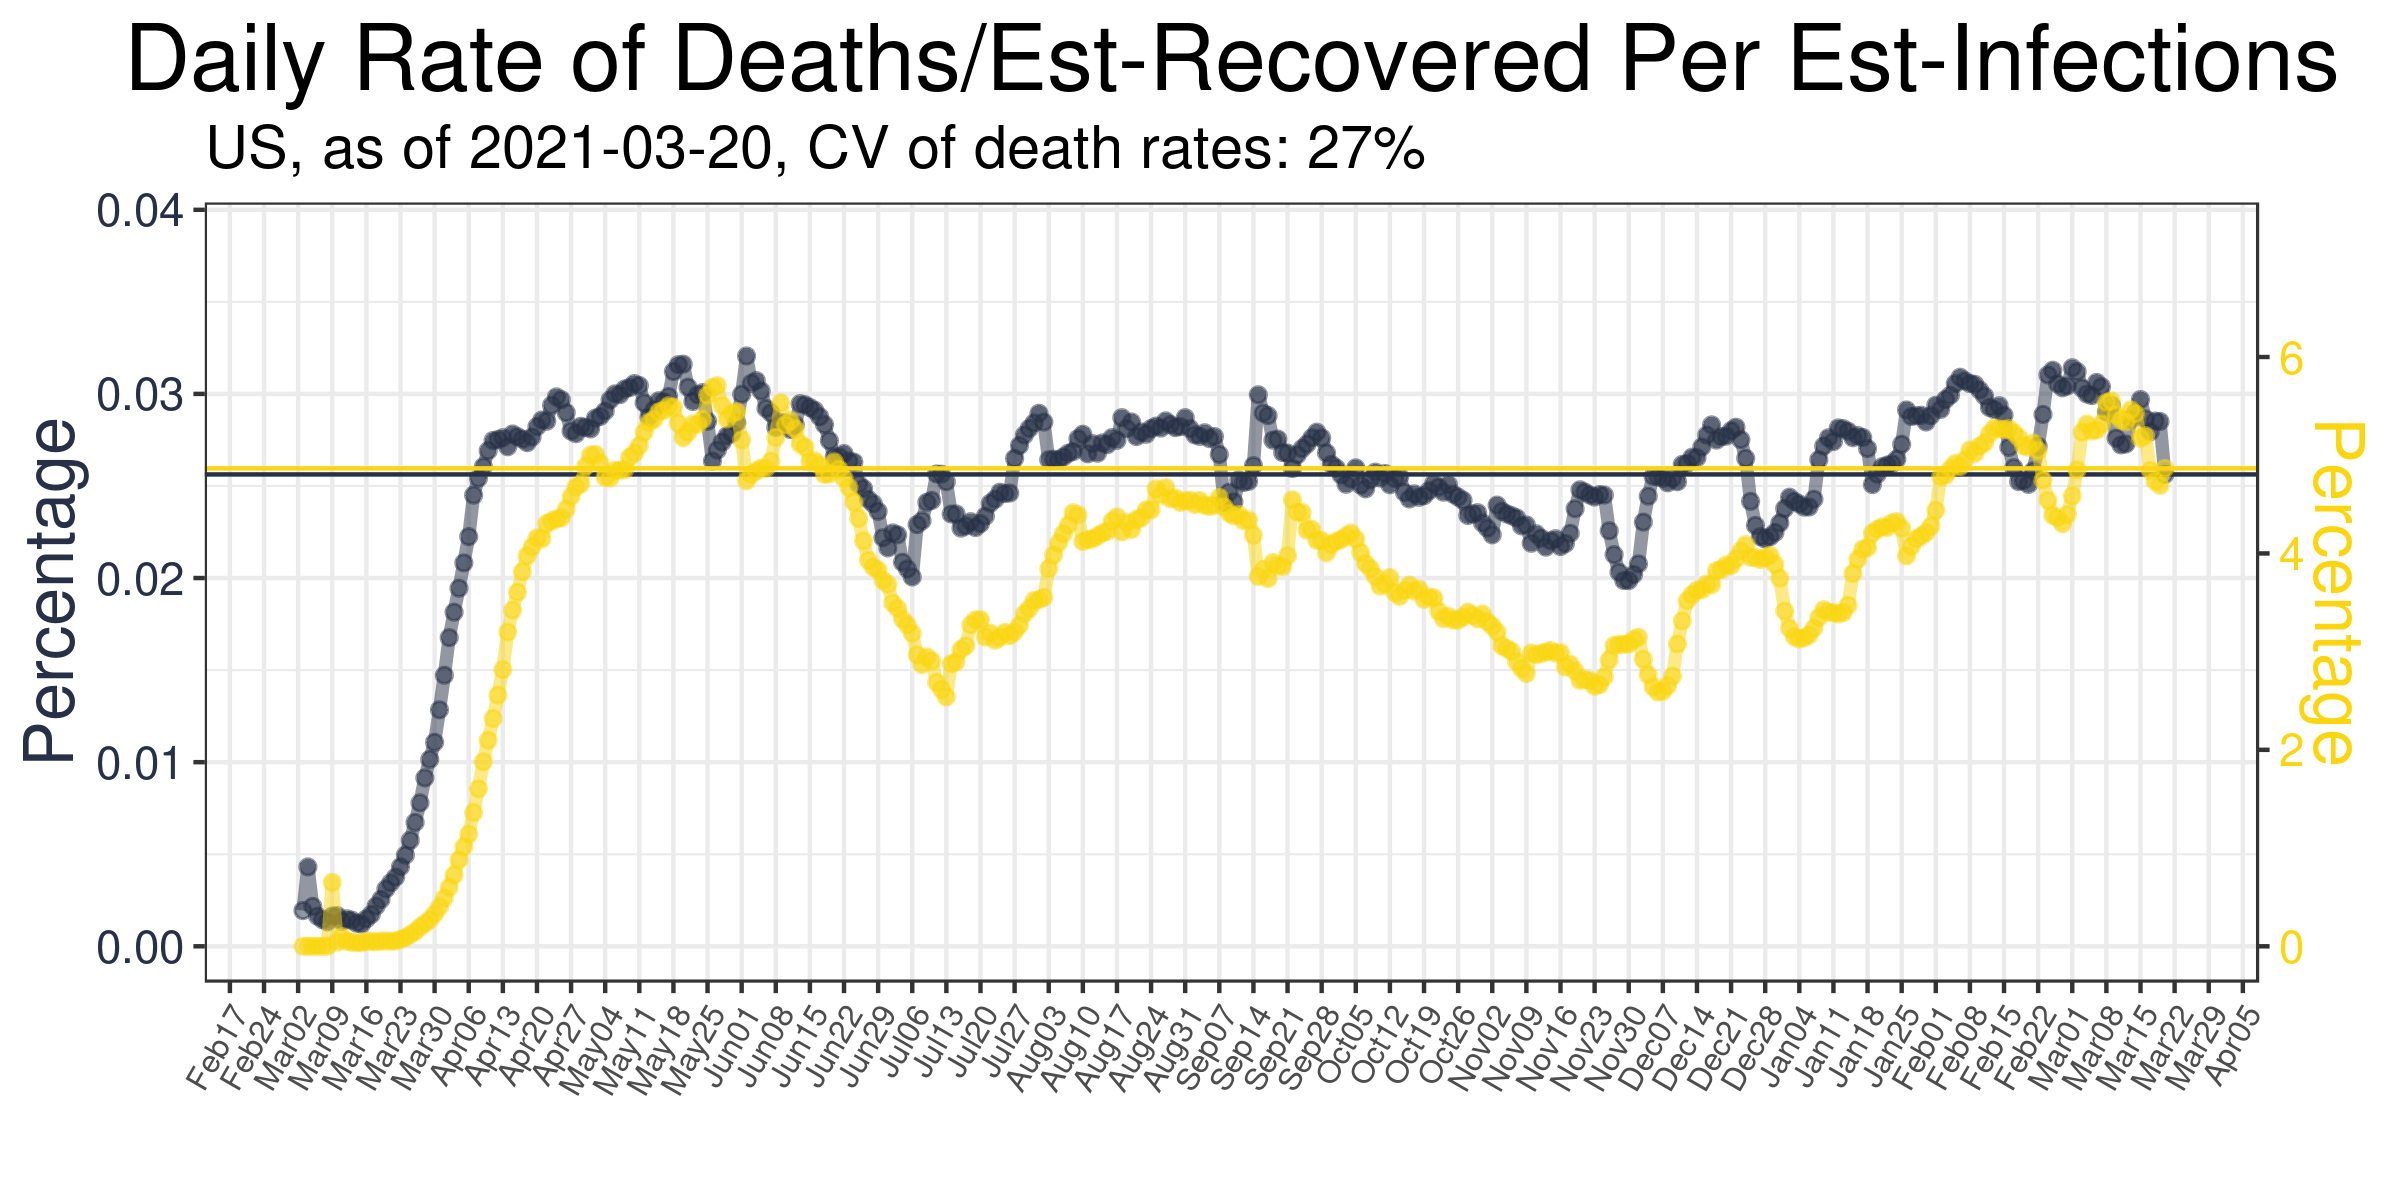 Daily Rate of Deaths/Est-Recovered Per Est-Infections
US, as of 2021-03-20, CV of death rates: 27%
Percentage
0.04
0.03
0.02
0.01
0.00
6
4
2
0
Percentage
Feb17
Feb24
Mar02
Mar09
Mar16
Mar23
Mar30
Apr06
Apr13
Apr20
Apr27
May04
May11
May18
May25
Jun01
Jun08
Jun15
Jun22
Jun29
Jul06
Jul13
Jul20
Jul27
Aug03
Aug10
Aug17
Aug24
Aug31
Sep07
Sep14
Sep21
Sep28
Oct05
Oct12
Oct19
Oct26
Nov02
Nov09
Nov16
Nov23
Nov30
Dec07
Dec14
Dec21
Dec28
Jan04
Jan11
Jan18
Jan25
Feb01
Feb08
Feb15
Feb22
Mar01
Mar08
Mar15
Mar22
Mar29
Apr05